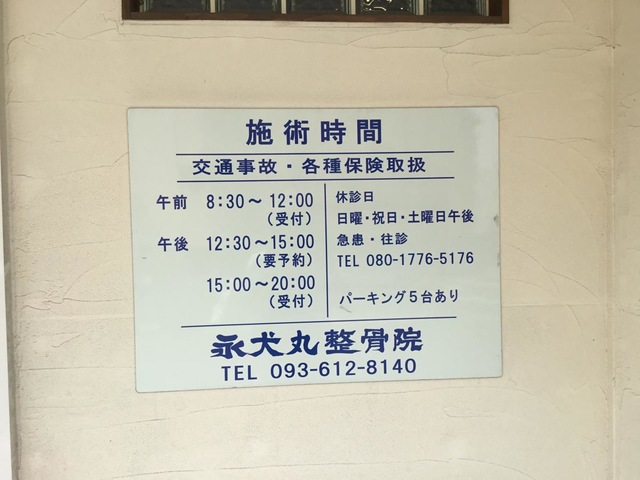 施術時間
交通事故・各種保険取扱
午前 8:30～12:00
(受付)
午後 12:30～15:00
(要予約)
15:00～20:00
(受付)
休診日
日曜・祝日・土曜日午後
急患・往診
TEL 080-1776-5176
パーキング5台あり
永犬丸整骨院
TEL 093-612-8140